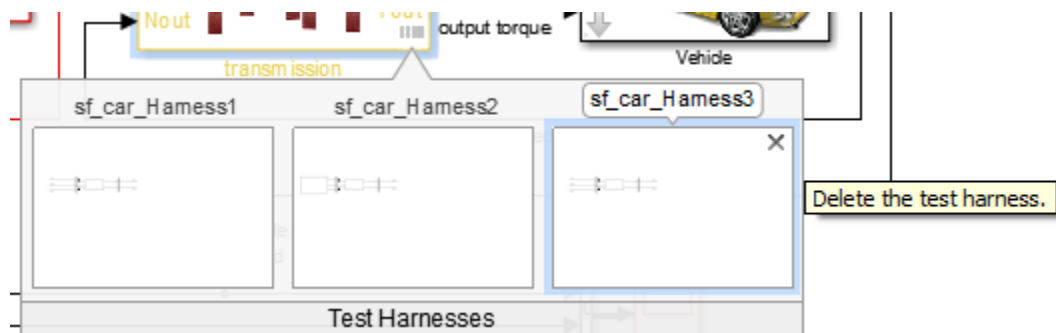 Nout
output torque
Vehicle
transmission
sf_car_Harness1
sf_car_Harness2
sf_car_Harness3
Delete the test harness.
Test Harnesses